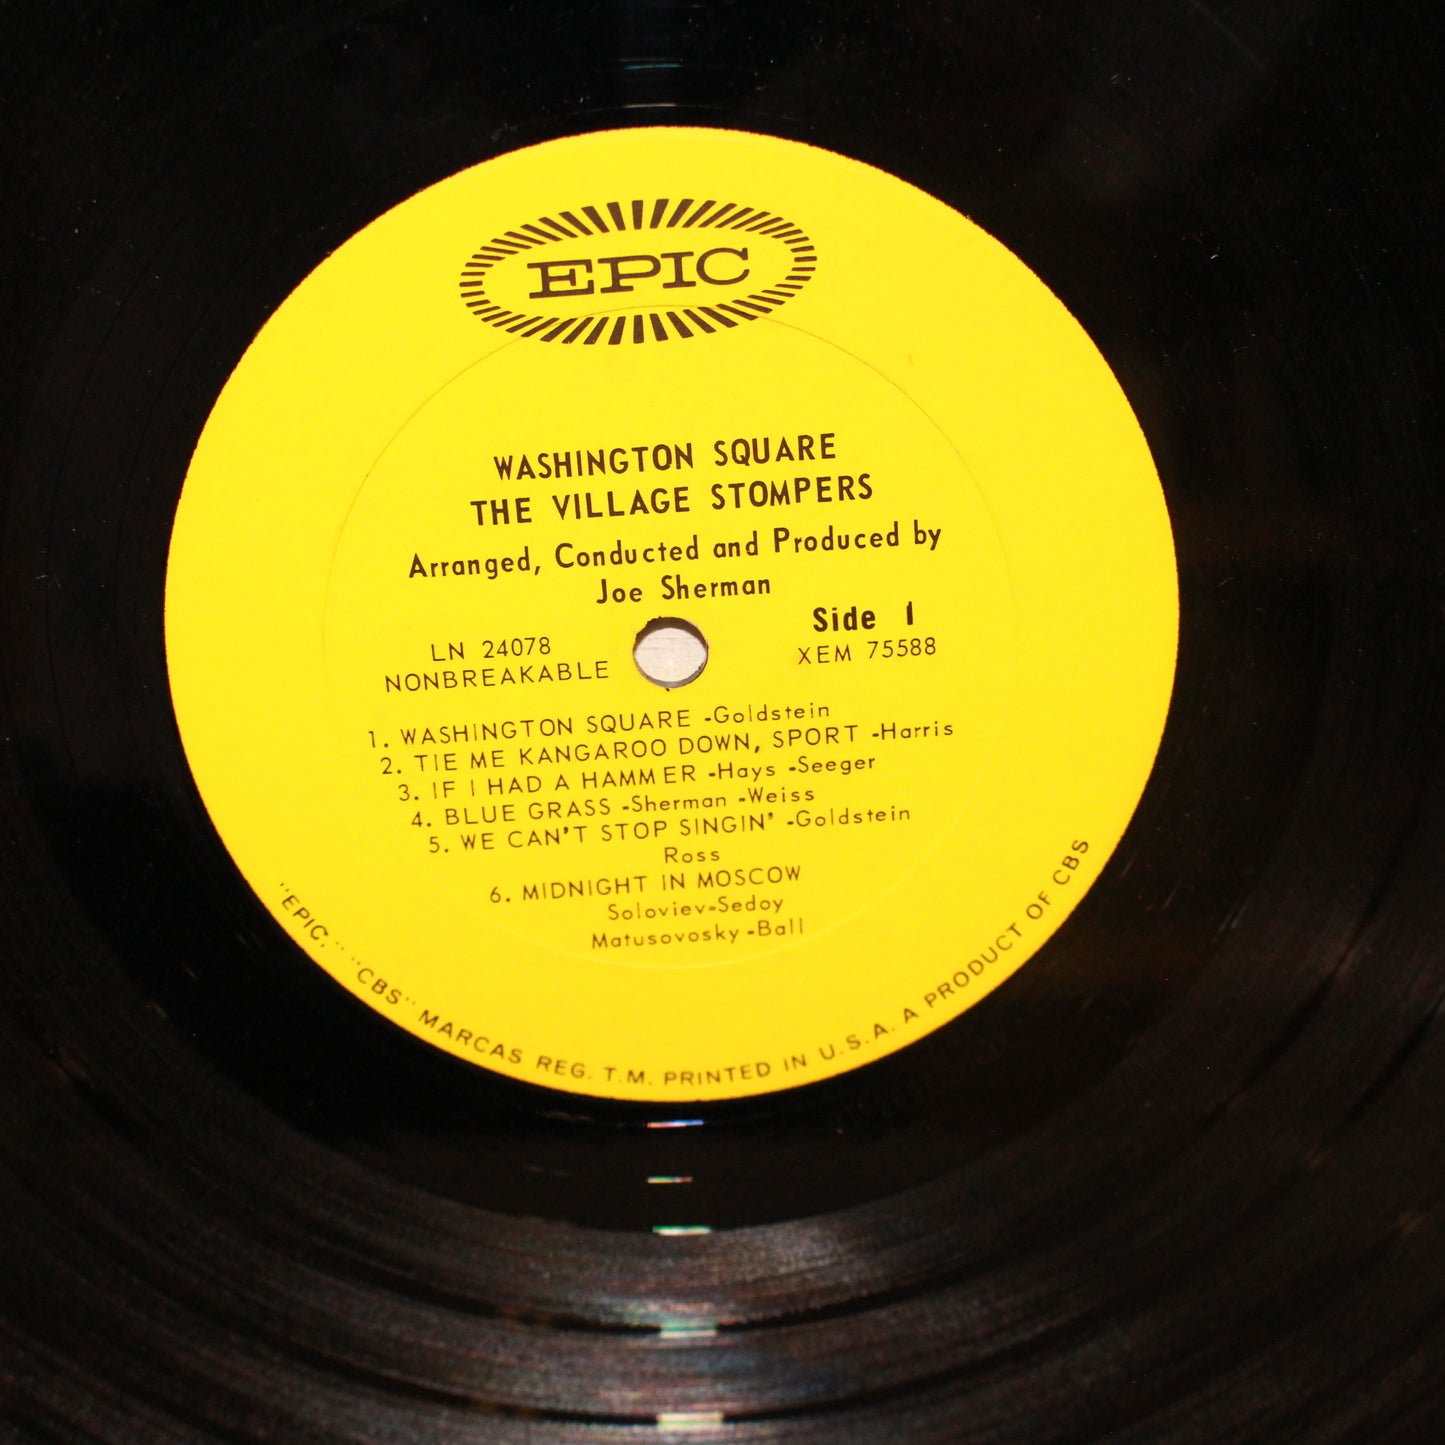 EPIC
WASHINGTON SQUARE
THE VILLAGE STOMPERS
Arranged, Conducted and Produced by
Joe Sherman
LN 24078
NONBREAKABLE
Side 1
XEM 75588
1. WASHINGTON SQUARE -Goldstein
2. TIE ME KANGAROO DOWN, SPORT -Harris
3. IF I HAD A HAMMER -Hays -Seeger
4. BLUE GRASS -Sherman -Weiss
5. WE CAN'T STOP SINGIN' -Goldstein
Ross
6. MIDNIGHT IN MOSCOW
Soloviev-Sedoy
Matusovosky-Ball
"EPIC," "CBS" MARCAS REG. T.M. PRINTED IN U.S.A. A PRODUCT OF CBS